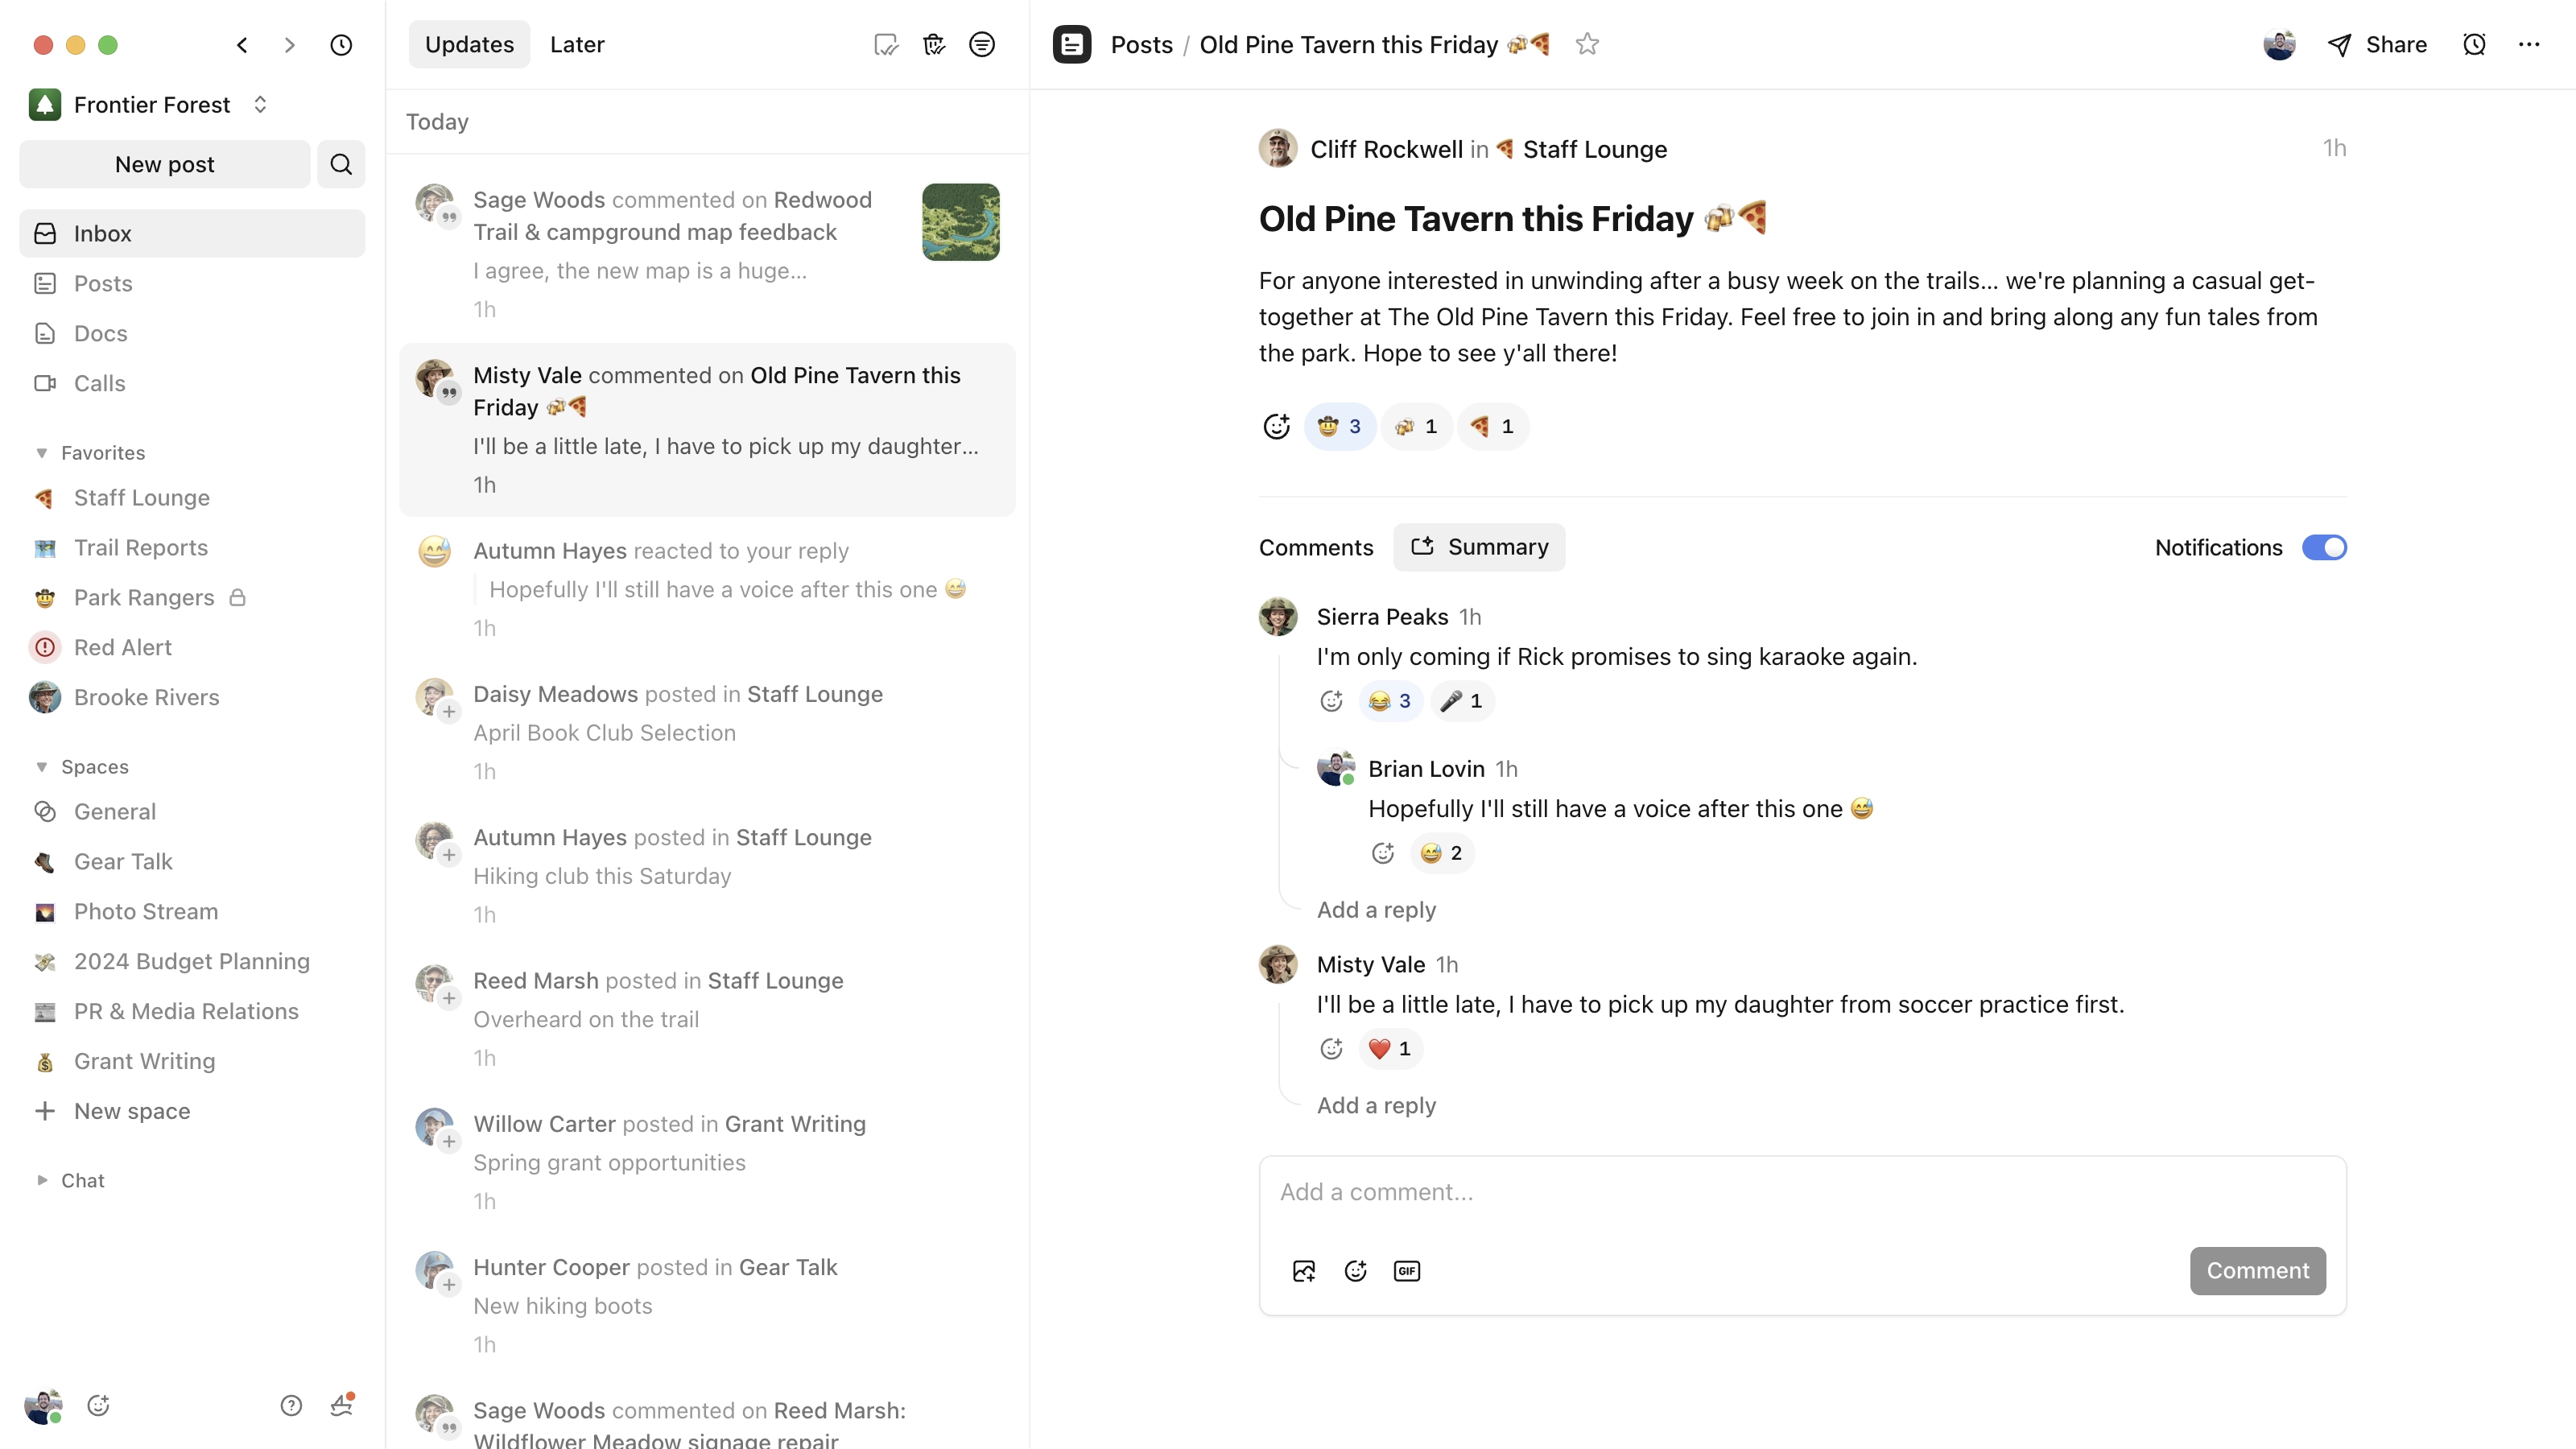 Frontier Forest
New post
Inbox
Posts
Docs
Calls
Favorites
Staff Lounge
Trail Reports
Park Rangers
Red Alert
Brooke Rivers
Spaces
General
Gear Talk
Photo Stream
2024 Budget Planning
PR & Media Relations
Grant Writing
New space
Chat
Updates Later
Today
Sage Woods commented on Redwood
Trail & campground map feedback
I agree, the new map is a huge...
1h
Misty Vale commented on Old Pine Tavern this
Friday 🍻🍕
I'll be a little late, I have to pick up my daughter...
1h
Autumn Hayes reacted to your reply
Hopefully I'll still have a voice after this one 😅
1h
Daisy Meadows posted in Staff Lounge
April Book Club Selection
1h
Autumn Hayes posted in Staff Lounge
Hiking club this Saturday
1h
Reed Marsh posted in Staff Lounge
Overheard on the trail
1h
Willow Carter posted in Grant Writing
Spring grant opportunities
1h
Hunter Cooper posted in Gear Talk
New hiking boots
1h
Sage Woods commented on Reed Marsh:
Wildflower Meadow signage repair
Posts / Old Pine Tavern this Friday 🍻🍕
Share
Cliff Rockwell in 🍕 Staff Lounge
1h
Old Pine Tavern this Friday 🍻🍕
For anyone interested in unwinding after a busy week on the trails... we're planning a casual get-
together at The Old Pine Tavern this Friday. Feel free to join in and bring along any fun tales from
the park. Hope to see y'all there!
🤠 3 🍻 1 🍕 1
Comments Summary
Notifications
Sierra Peaks 1h
I'm only coming if Rick promises to sing karaoke again.
😂 3 🎤 1
Brian Lovin 1h
Hopefully I'll still have a voice after this one 😅
😅 2
Add a reply
Misty Vale 1h
I'll be a little late, I have to pick up my daughter from soccer practice first.
❤️ 1
Add a reply
Add a comment...
GIF
Comment